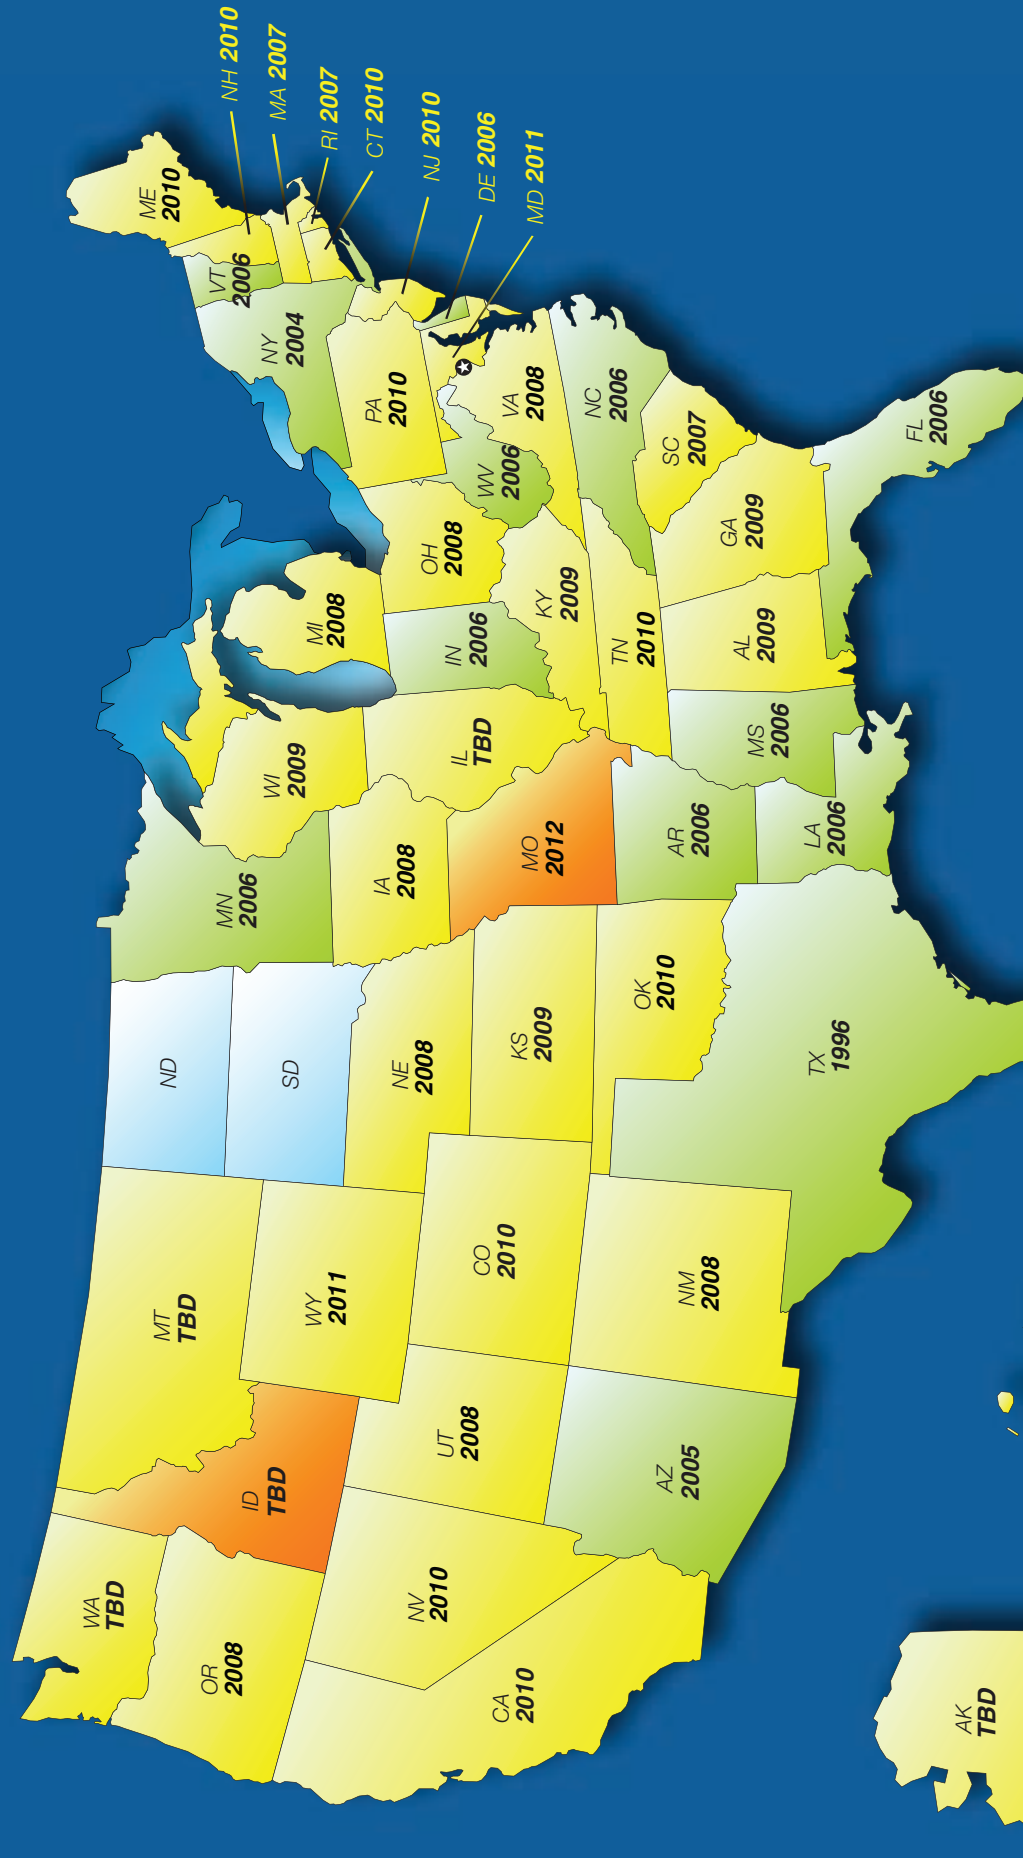 WA
TBD
OR
2008
CA
2010
NV
2010
ID
TBD
MT
TBD
WY
2011
UT
2008
AZ
2005
CO
2010
NM
2008
ND
SD
NE
2008
KS
2009
OK
2010
TX
1996
MN
2006
IA
2008
MO
2012
AR
2006
LA
2006
WI
2009
IL
TBD
MS
2006
MI
2008
IN
2006
KY
2009
TN
2010
AL
2009
OH
2008
WV
2006
GA
2009
FL
2006
SC
2007
NC
2006
VA
2008
PA
2010
NY
2004
VT
2006
ME
2010
NH 2010
MA 2007
RI 2007
CT 2010
NJ 2010
DE 2006
MD 2011
AK
TBD